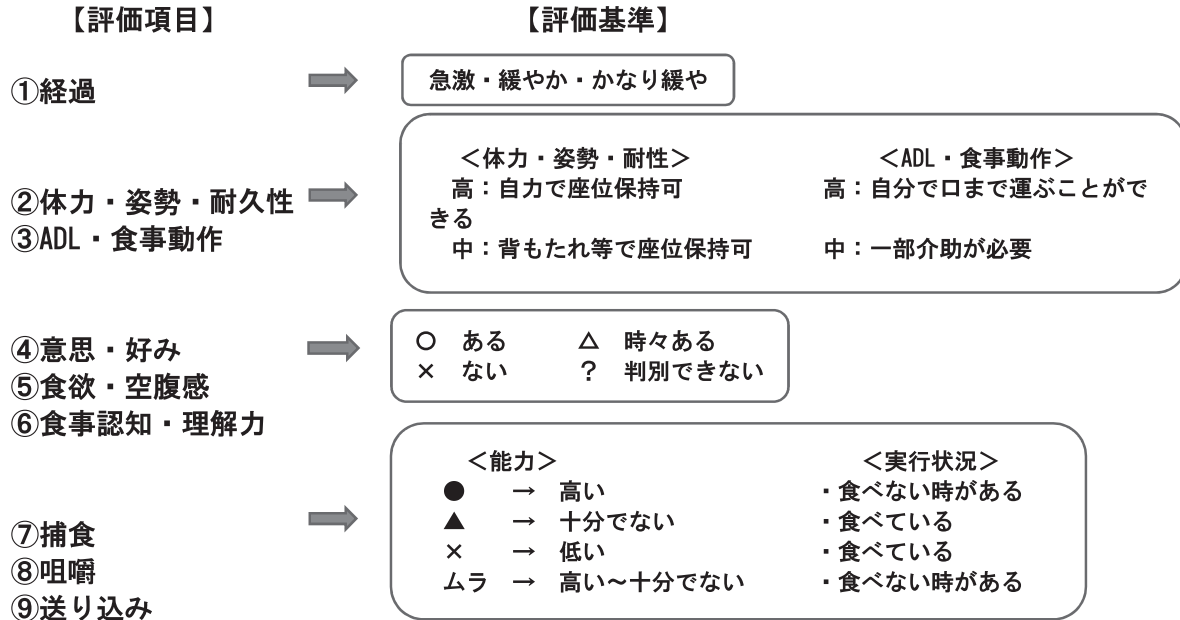 【評価項目】 【評価基準】
①経過 急激・緩やか・かなり緩や
＜体力・姿勢・耐性＞ ＜ADL・食事動作＞
高：自力で座位保持可 高：自分で口まで運ぶことがで
きる
中：背もたれ等で座位保持可 中：一部介助が必要
②体力・姿勢・耐久性
③ADL・食事動作
○ ある △ 時々ある
× ない ？ 判別できない
④意思・好み
⑤食欲・空腹感
⑥食事認知・理解力
＜能力＞ ＜実行状況＞
● → 高い ・食べない時がある
▲ → 十分でない ・食べている
× → 低い ・食べている
ムラ → 高い～十分でない ・食べない時がある
⑦捕食
⑧咀嚼
⑨送り込み